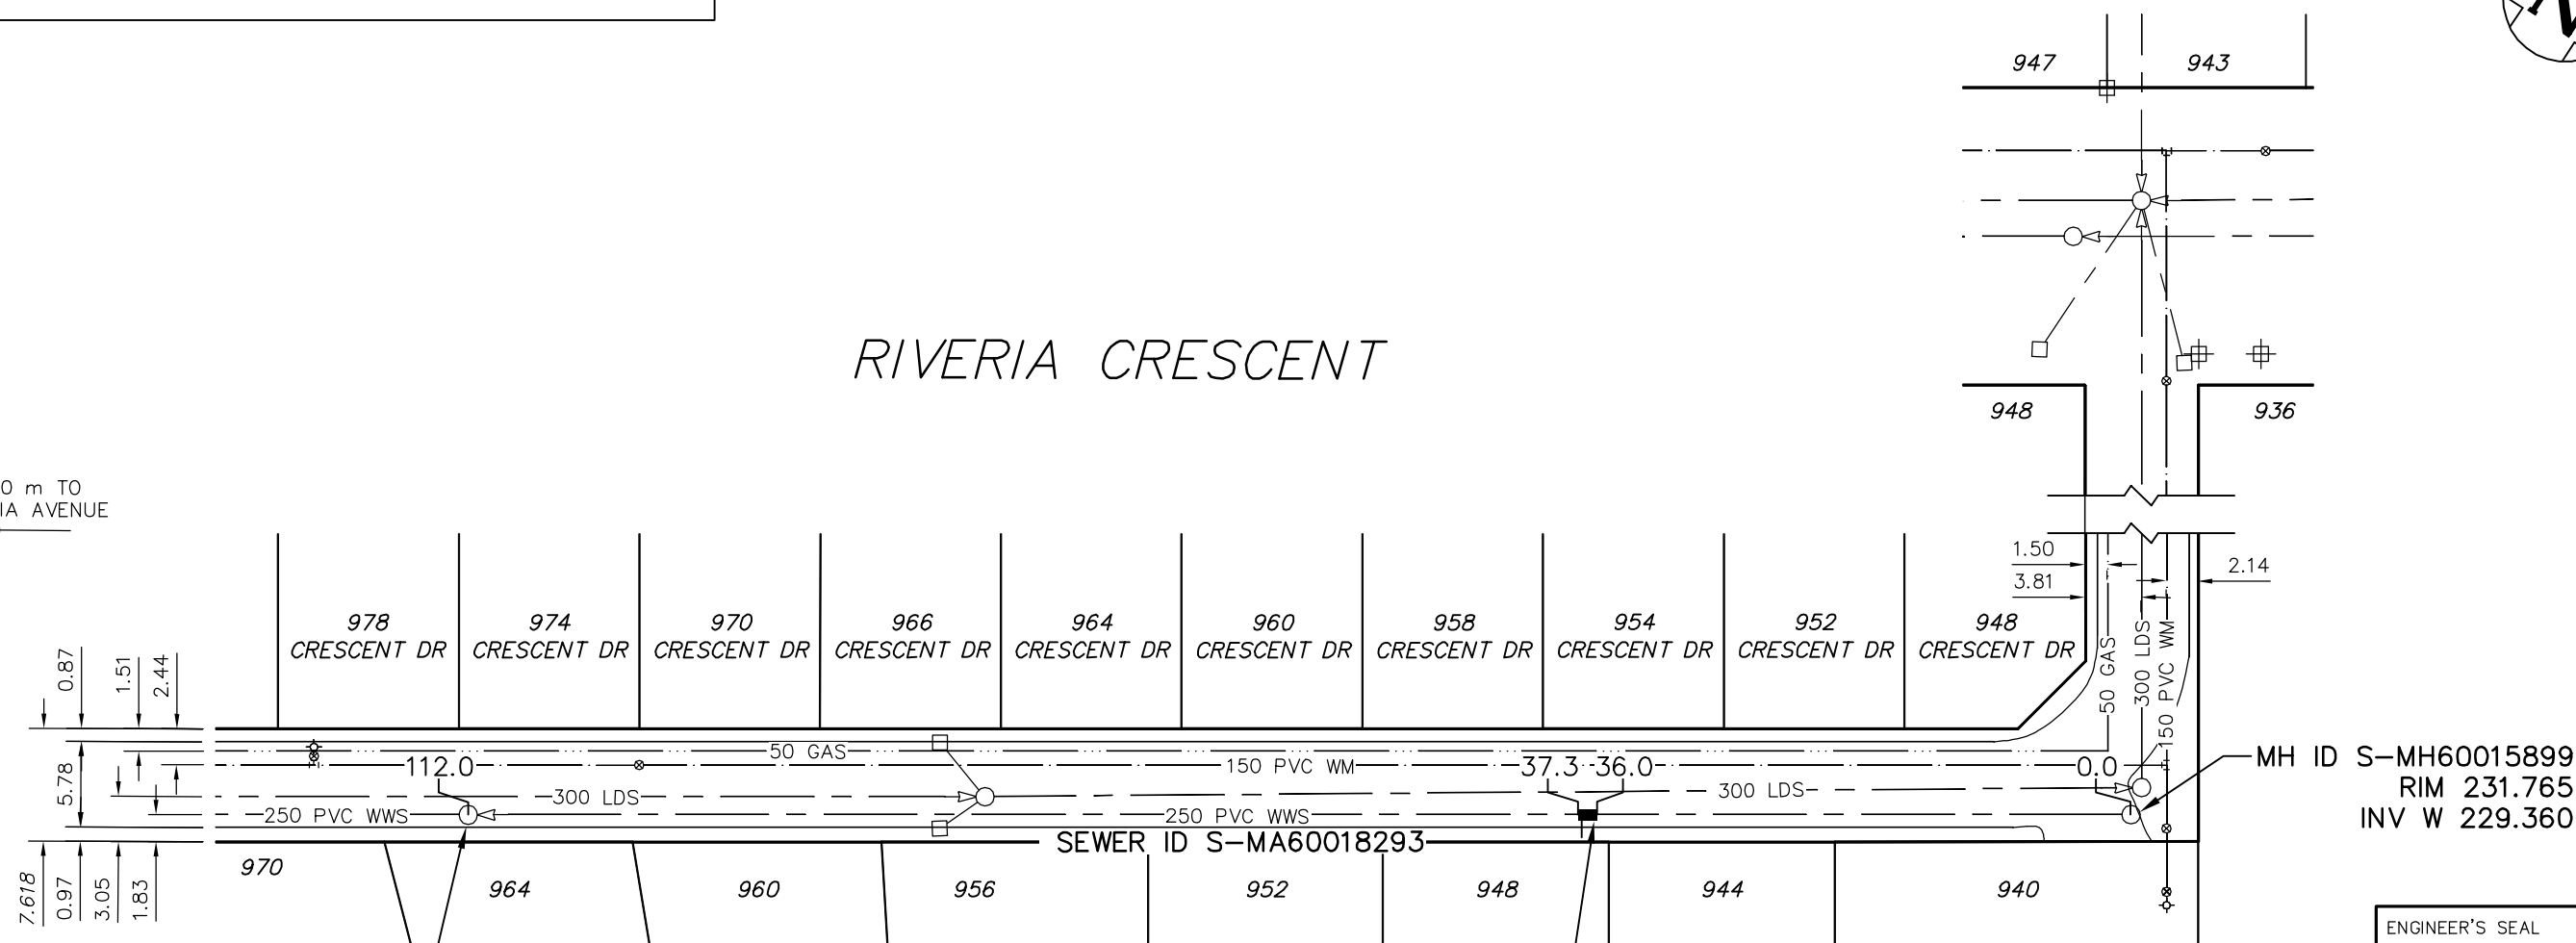 947
943
RIVERIA CRESCENT
948
936
0 m TO
IA AVENUE
1.50
3.81
2.14
978
CRESCENT DR
974
CRESCENT DR
970
CRESCENT DR
966
CRESCENT DR
964
CRESCENT DR
960
CRESCENT DR
958
CRESCENT DR
954
CRESCENT DR
952
CRESCENT DR
948
CRESCENT DR
50 GAS
300 LDS
150 PVC WM
0.87
1.51
2.44
5.78
50 GAS
112.0
150 PVC WM
37.3
36.0
0.0
300 LDS
300 LDS
250 PVC WWS
250 PVC WWS
SEWER ID S-MA60018293
MH ID S-MH60015899
RIM 231.765
INV W 229.360
7.618
0.97
3.05
1.83
970
964
960
956
952
948
944
940
ENGINEER'S SEAL